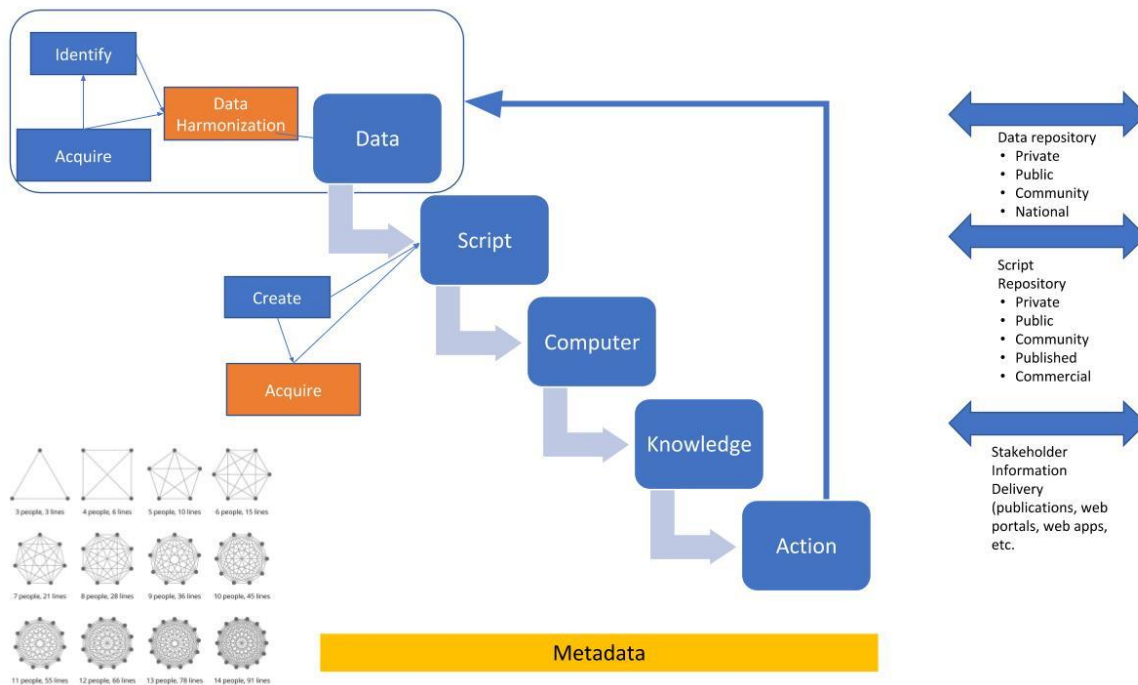 Identify
Data
Harmonization
Acquire
Data
Script
Create
Acquire
Computer
Knowledge
Action
Data repository
• Private
• Public
• Community
• National
Script
Repository
• Private
• Public
• Community
• Published
• Commercial
Stakeholder
Information
Delivery
(publications, web
portals, web apps,
etc.
3 people, 3 lines
4 people, 6 lines
5 people, 10 lines
6 people, 15 lines
7 people, 21 lines
8 people, 28 lines
9 people, 36 lines
10 people, 45 lines
11 people, 55 lines
12 people, 66 lines
13 people, 78 lines
14 people, 91 lines
Metadata